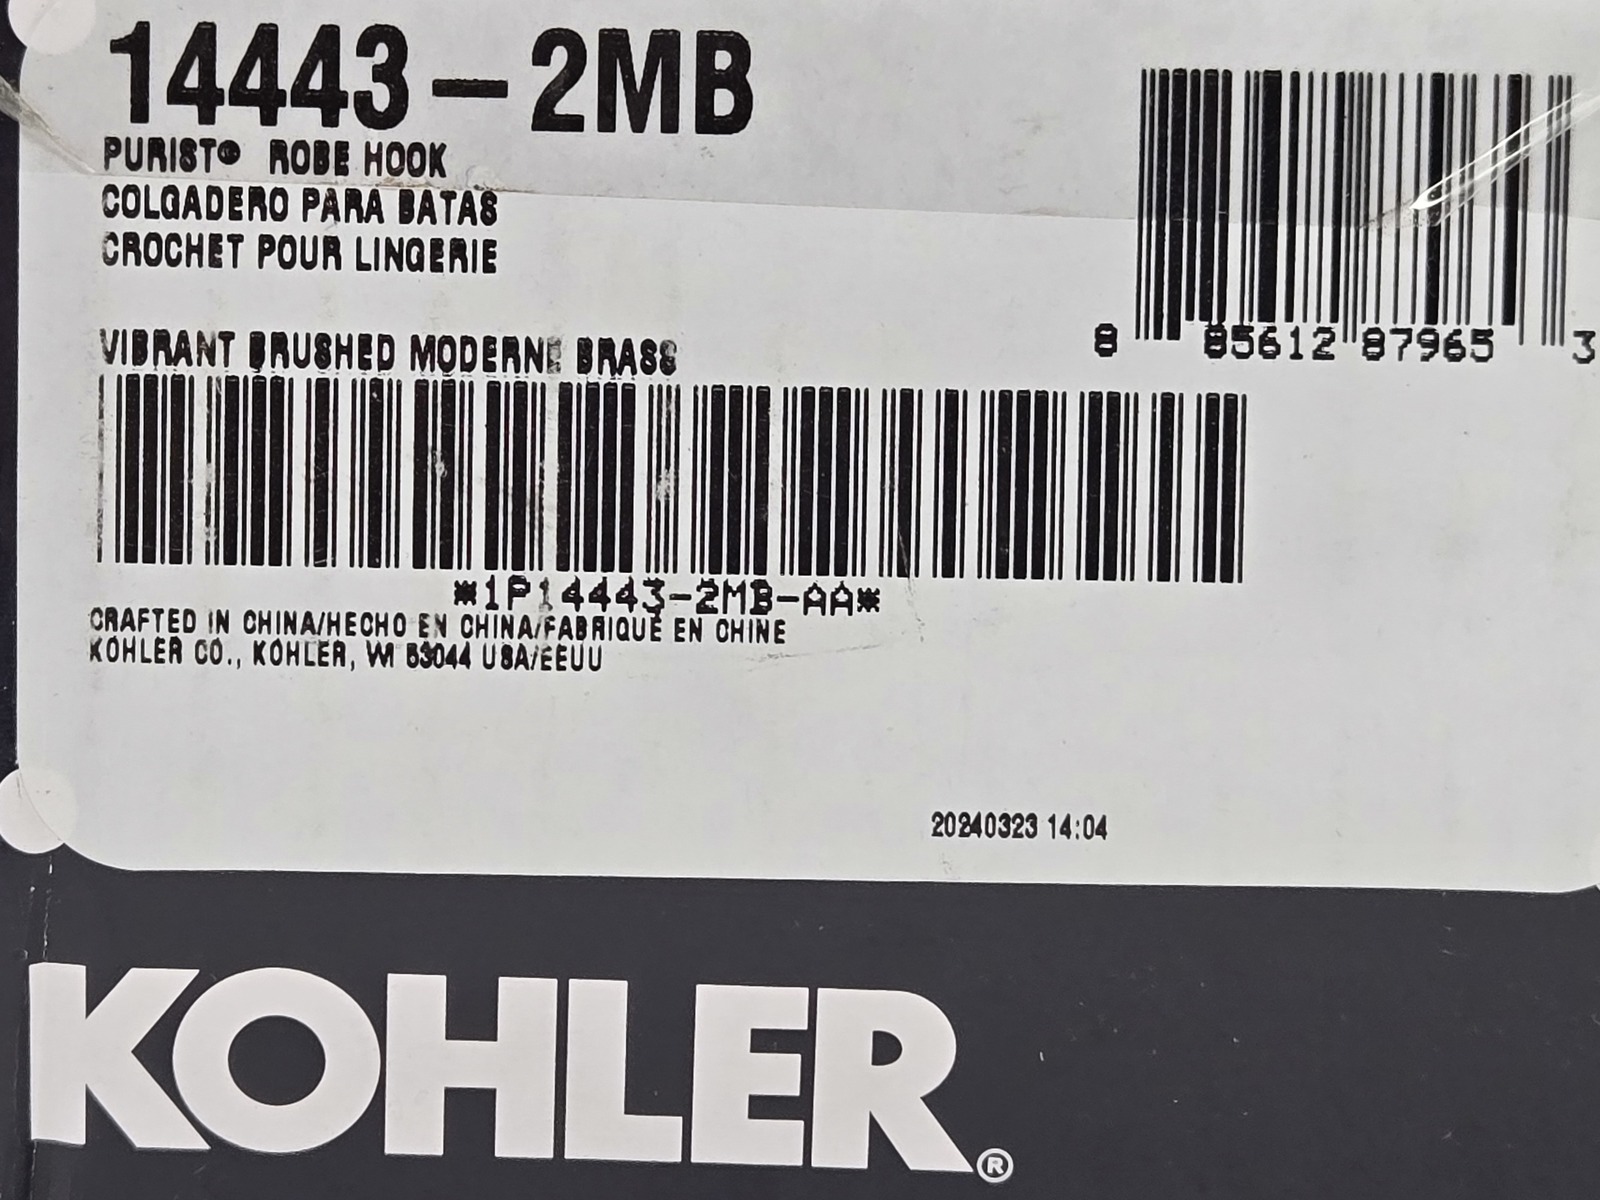 14443-2MB
PURIST® ROBE HOOK
COLGADERO PARA BATAS
CROCHET POUR LINGERIE
VIBRANT BRUSHED MODERNE BRASS
8 85612 87965 3
*1P14443-2MB-AA*
CRAFTED IN CHINA/HECHO EN CHINA/FABRIQUÉ EN CHINE
KOHLER CO., KOHLER, WI 53044 USA/EEUU
20240323 14:04
KOHLER®